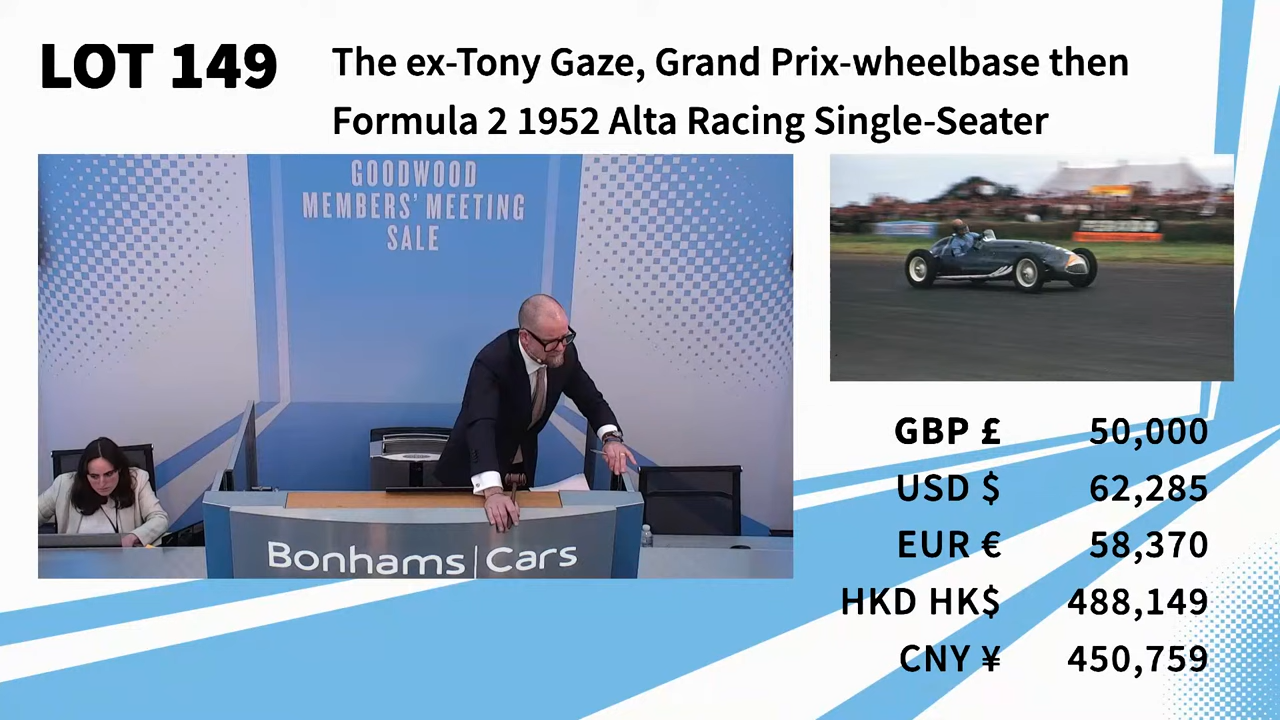 LOT 149
The ex-Tony Gaze, Grand Prix-wheelbase then
Formula 2 1952 Alta Racing Single-Seater
GOODWOOD
MEMBERS' MEETING
SALE
Bonhams|Cars
GBP £ 50,000
USD $ 62,285
EUR € 58,370
HKD HK$ 488,149
CNY ¥ 450,759